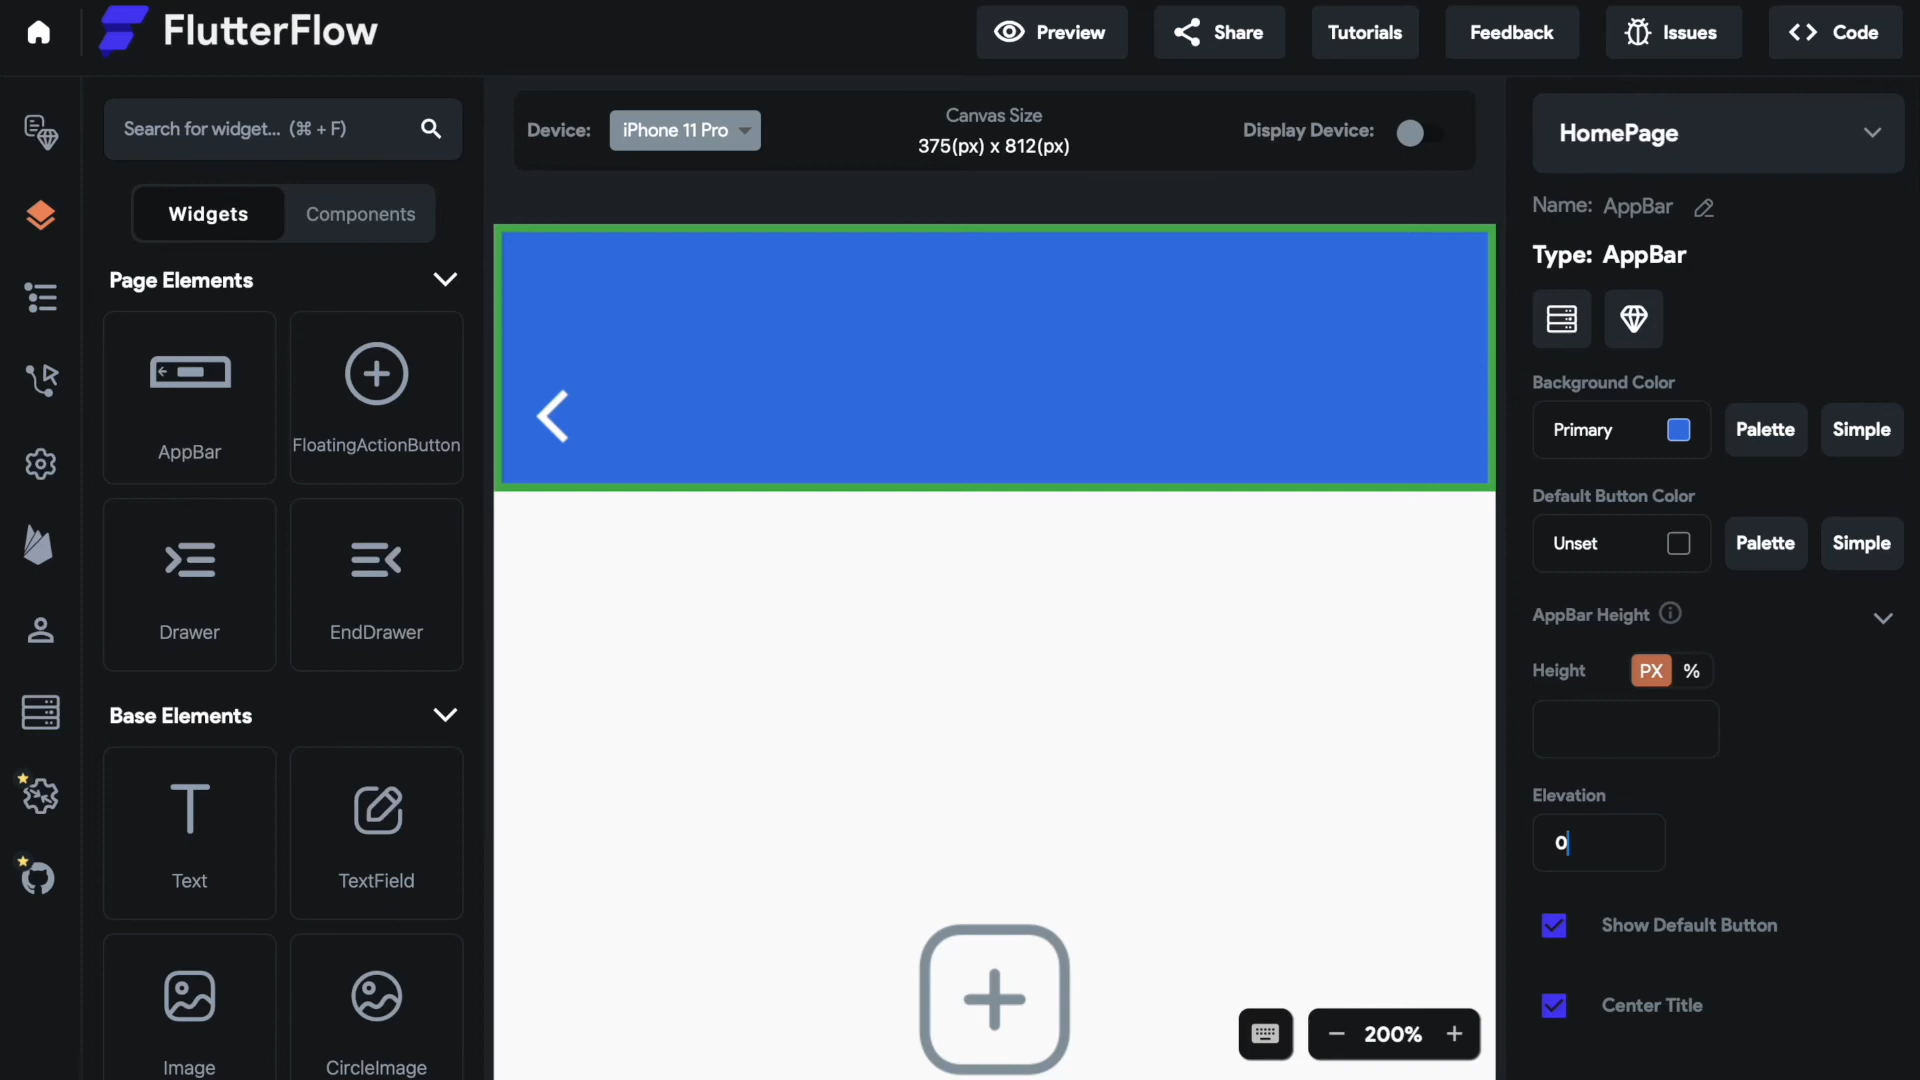 FlutterFlow
Preview
Share
Tutorials
Feedback
Issues
Code
Search for widget... (⌘ + F)
Widgets
Components
Page Elements
AppBar
FloatingActionButton
Drawer
EndDrawer
Base Elements
Text
TextField
Image
CircleImage
Device:
iPhone 11 Pro
Canvas Size
375(px) x 812(px)
Display Device:
200%
HomePage
Name: AppBar
Type: AppBar
Background Color
Primary
Palette
Simple
Default Button Color
Unset
Palette
Simple
AppBar Height
Height
PX
%
Elevation
0
Show Default Button
Center Title